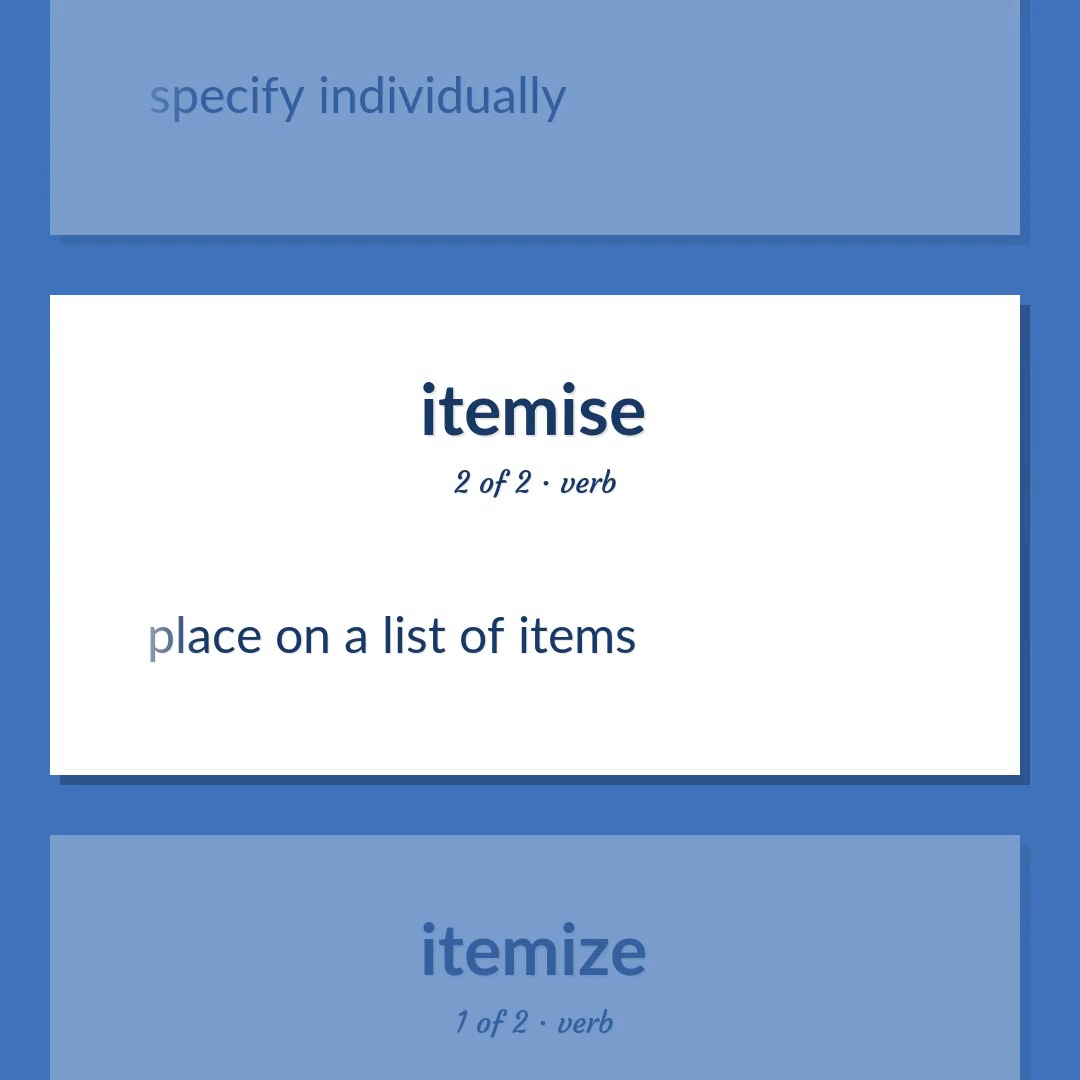 specify individually
itemise
2 of 2 · verb
place on a list of items
itemize
1 of 2 · verb